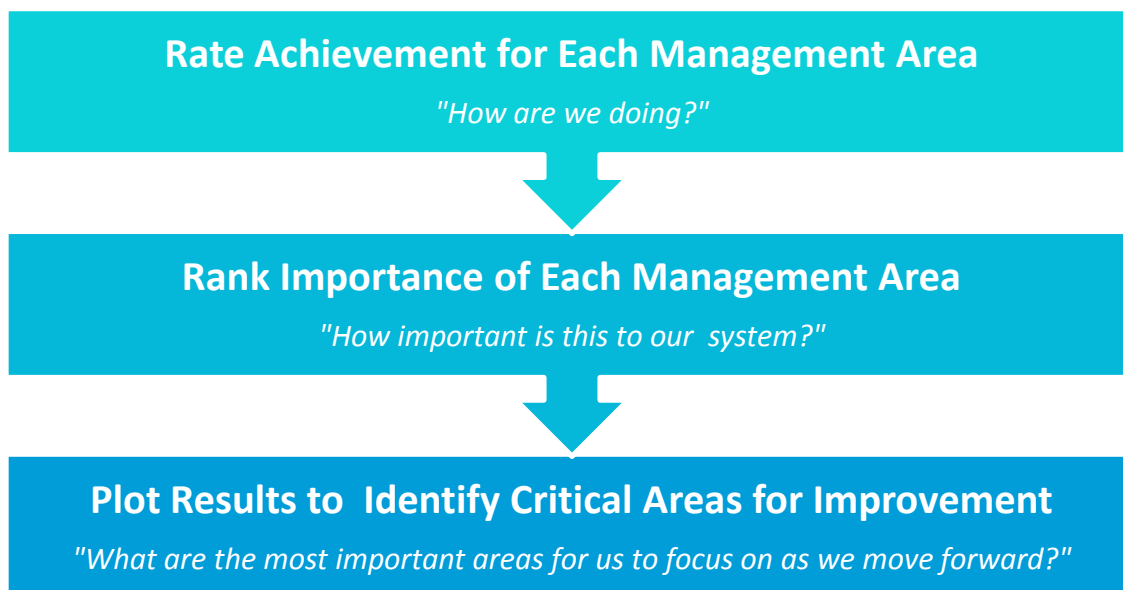 Rate Achievement for Each Management Area
"How are we doing?"
Rank Importance of Each Management Area
"How important is this to our  system?"
Plot Results to  Identify Critical Areas for Improvement
"What are the most important areas for us to focus on as we move forward?"